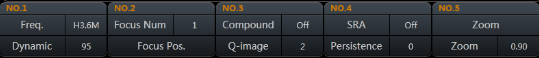 NO.1 NO.2 NO.3 NO.4 NO.5
Freq. H3.6M Focus Num 1 Compound Off SRA Off Zoom
Dynamic 95 Focus Pos. Q-image 2 Persistence 0 Zoom 0.90